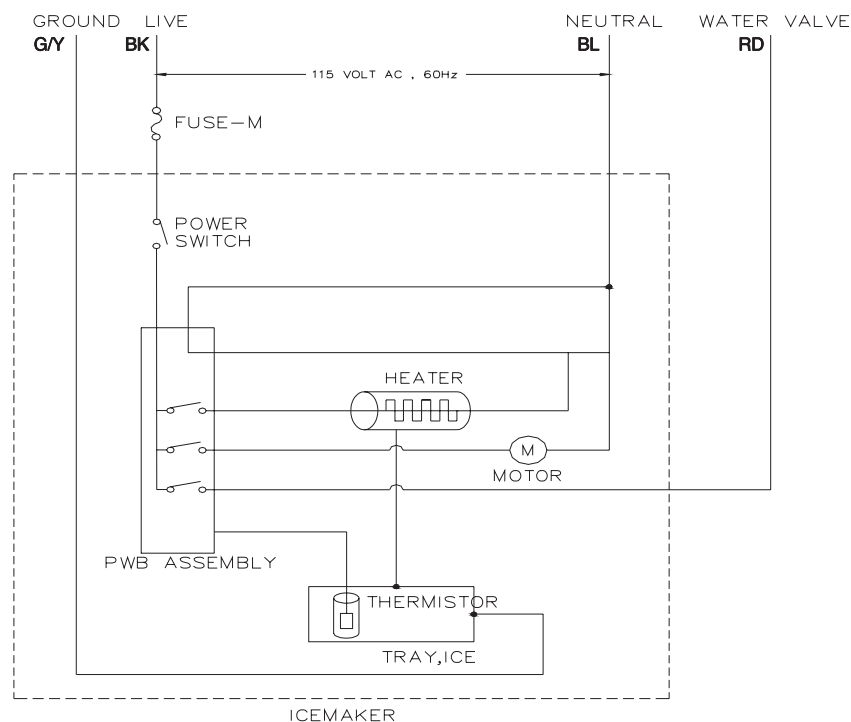 GROUND LIVE NEUTRAL WATER VALVE
G/Y BK BL RD
115 VOLT AC , 60Hz
FUSE-M
POWER
SWITCH
HEATER
M
MOTOR
PWB ASSEMBLY
THERMISTOR
TRAY,ICE
ICEMAKER